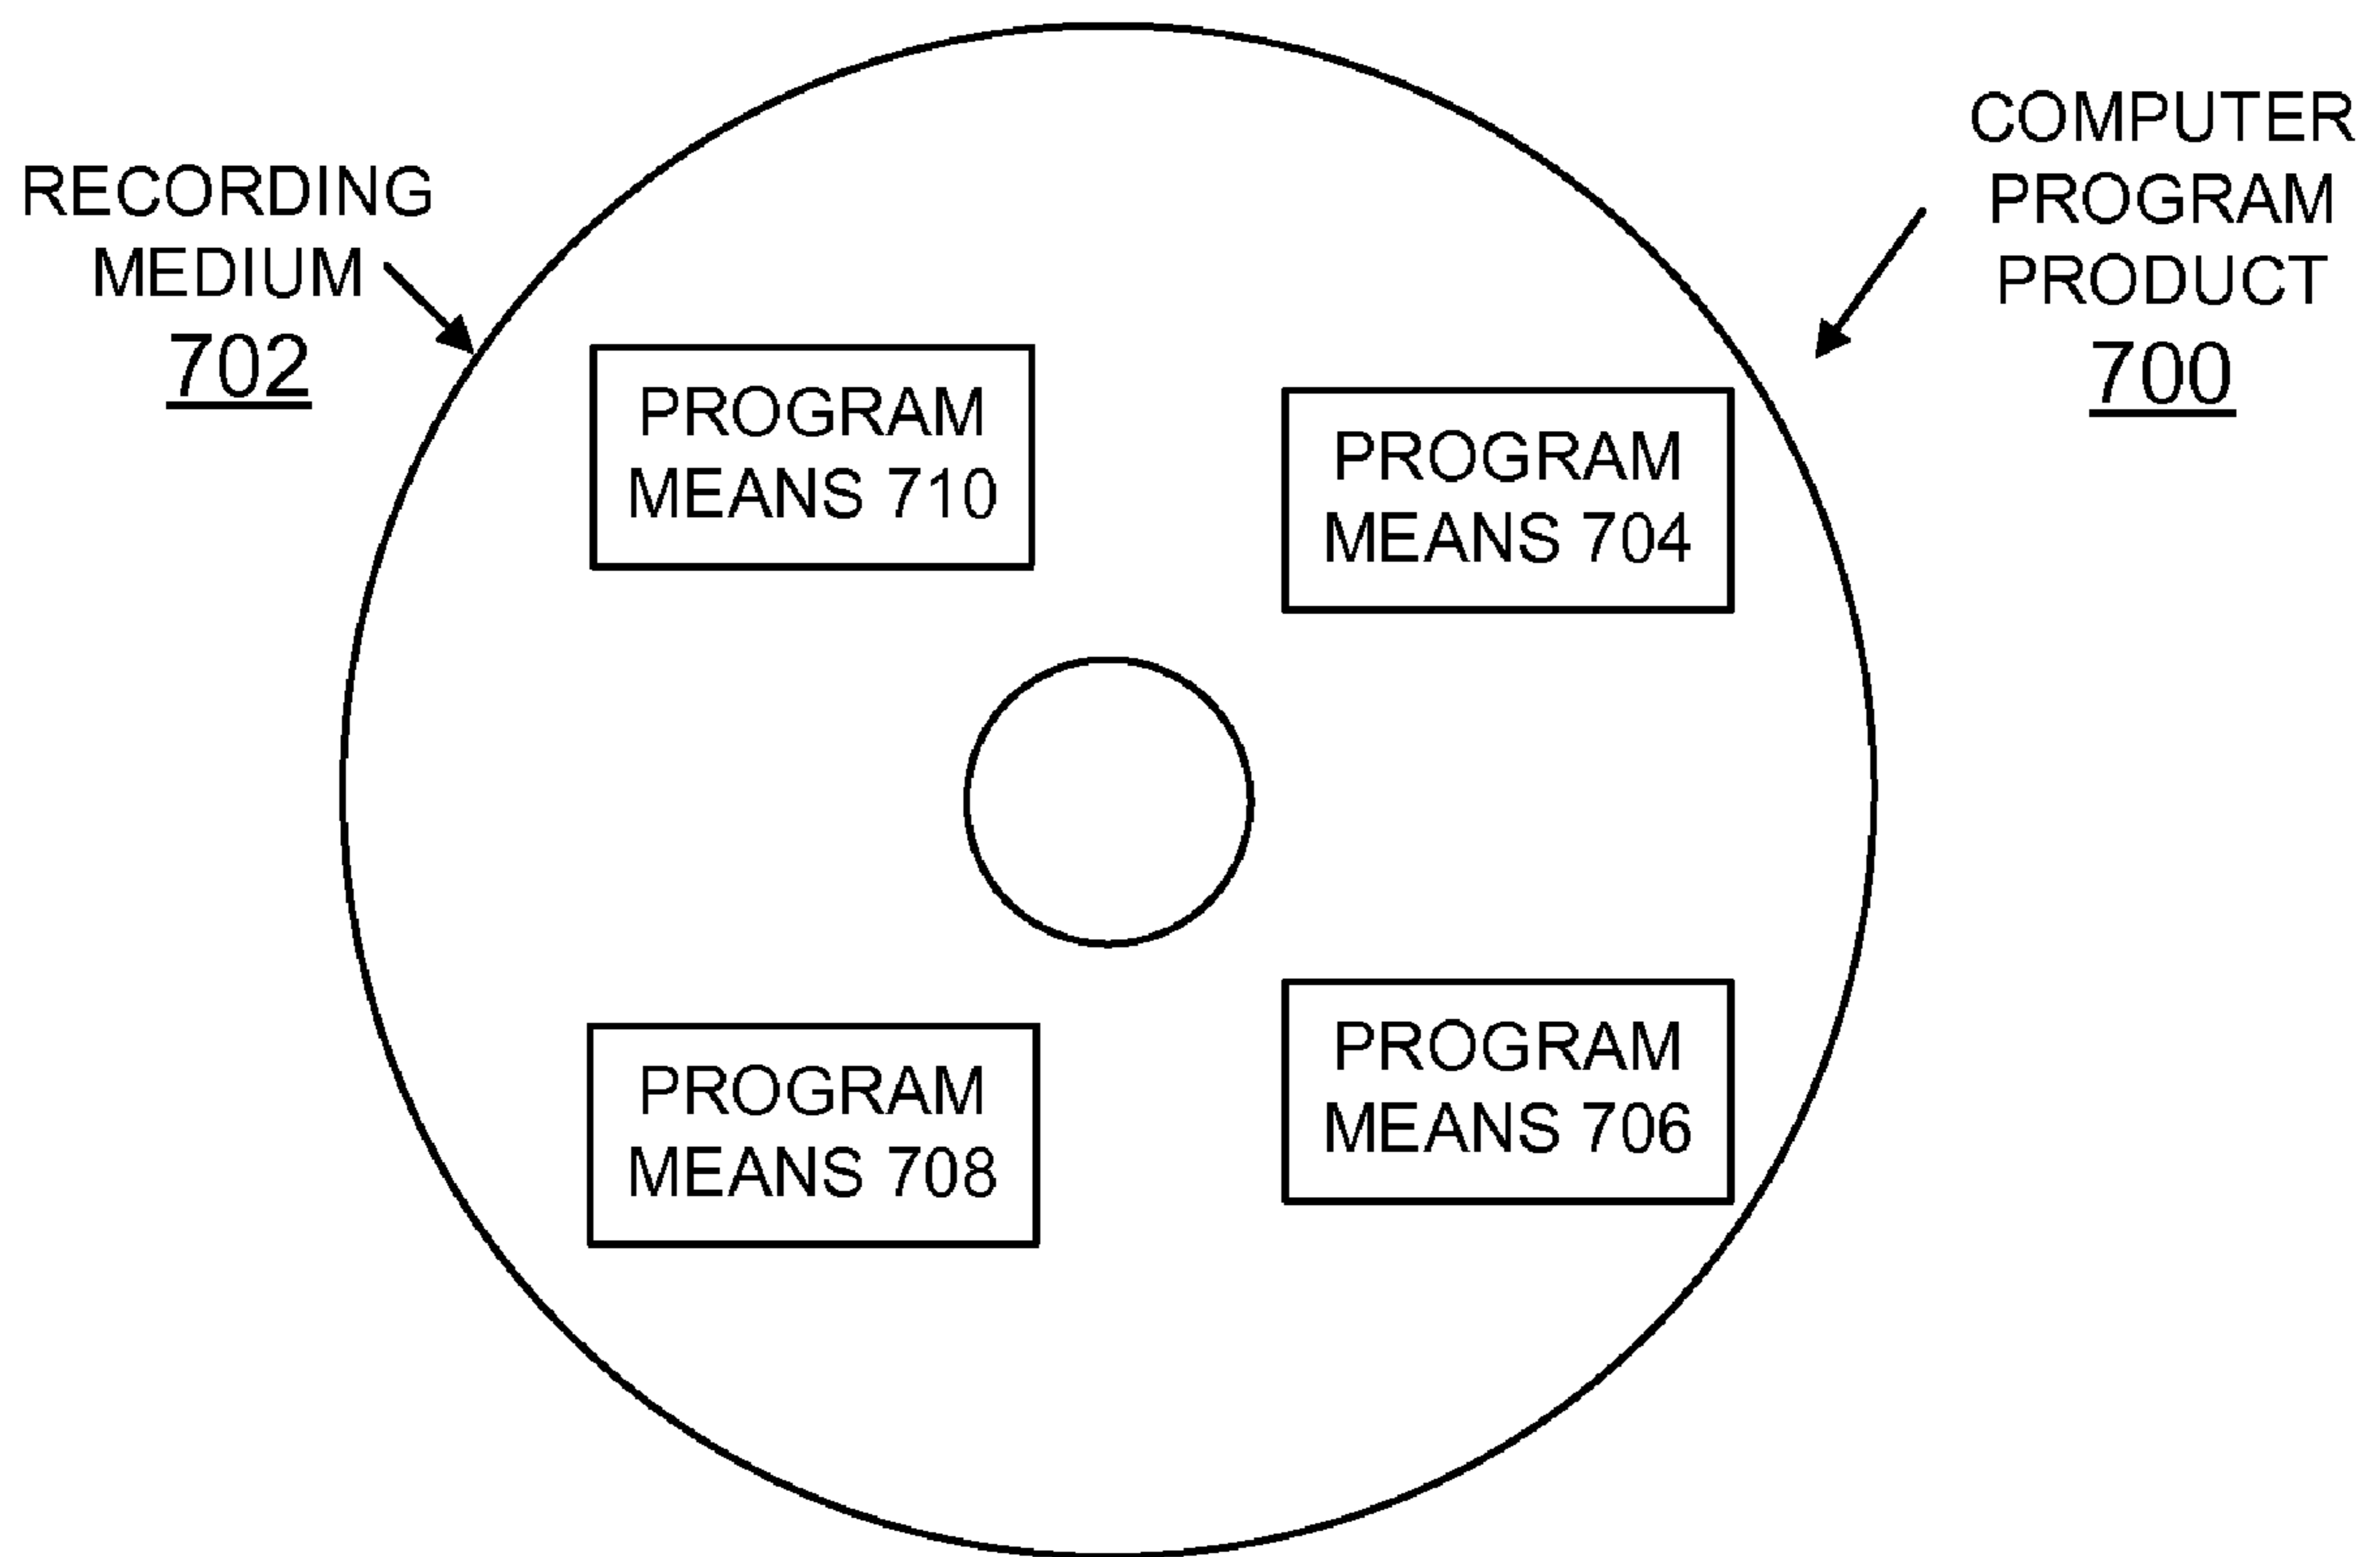 RECORDING
MEDIUM
702
COMPUTER
PROGRAM
PRODUCT
700
PROGRAM
MEANS 710
PROGRAM
MEANS 704
PROGRAM
MEANS 708
PROGRAM
MEANS 706